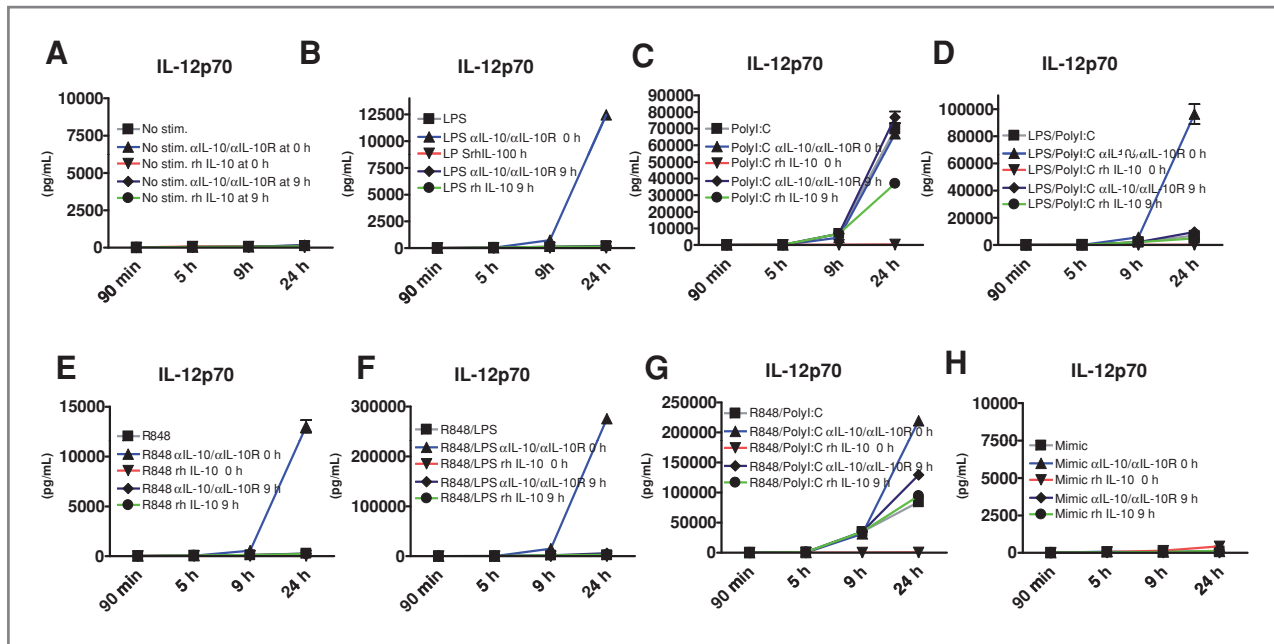 A
IL-12p70
10000
7500
5000
2500
0
(pg/mL)
No stim.
No stim. αIL-10/αIL-10R at 0 h
No stim. rh IL-10 at 0 h
No stim. αIL-10/αIL-10R at 9 h
No stim. rh IL-10 at 9h
90 min
5 h
9h
24 h
B
IL-12p70
12500
10000
7500
5000
2500
0
(pg/mL)
LPS
LPS αIL-10/αIL-10R 0 h
LP SrhIL-100 h
LPS αIL-10/αIL-10R 9 h
LPS rh IL-10 9 h
90 min
5 h
9h
24 h
C
IL-12p70
90000
80000
70000
60000
50000
40000
30000
20000
10000
0
(pg/mL)
PolyI:C
PolyI:C αIL-10/αIL-10R 0 h
PolyI:C rh IL-10 0 h
PolyI:C αIL-10/αIL-10R 9 h
PolyI:C rh IL-10 9 h
90 min
5 h
9h
24 h
D
IL-12p70
100000
80000
60000
40000
20000
0
(pg/mL)
LPS/PolyI:C
LPS/PolyI:C αIL-10/αIL-10R 0 h
LPS/PolyI:C rh IL-10 0 h
LPS/PolyI:C αIL-10/αIL-10R 9 h
LPS/PolyI:C rh IL-10 9 h
90 min
5 h
9 h
24 h
E
IL-12p70
15000
10000
5000
0
(pg/mL)
R848
R848 αIL-10/αIL-10R 0 h
R848 rh IL-10 0 h
R848 αIL-10/αIL-10R 9 h
R848 rh IL-10 9 h
90 min
5 h
9 h
24 h
F
IL-12p70
300000
200000
100000
0
(pg/mL)
R848/LPS
R848/LPS αIL-10/αIL-10R 0 h
R848/LPS rh IL-10 0 h
R848/LPS αIL-10/αIL-10R 9 h
R848/LPS rh IL-10 9 h
90 min
5 h
9 h
24 h
G
IL-12p70
250000
200000
150000
100000
50000
0
(pg/mL)
R848/PolyI:C
R848/PolyI:C αIL-10/αIL-10R 0 h
R848/PolyI:C rh IL-10 0 h
R848/PolyI:C αIL-10/αIL-10R 9 h
R848/PolyI:C rh IL-10 9 h
90 min
5 h
9 h
24 h
H
IL-12p70
10000
7500
5000
2500
0
(pg/mL)
Mimic
Mimic αIL-10/αIL-10R 0 h
Mimic rh IL-10 0 h
Mimic αIL-10/αIL-10R 9 h
Mimic rh IL-10 9 h
90 min
5 h
9 h
24 h